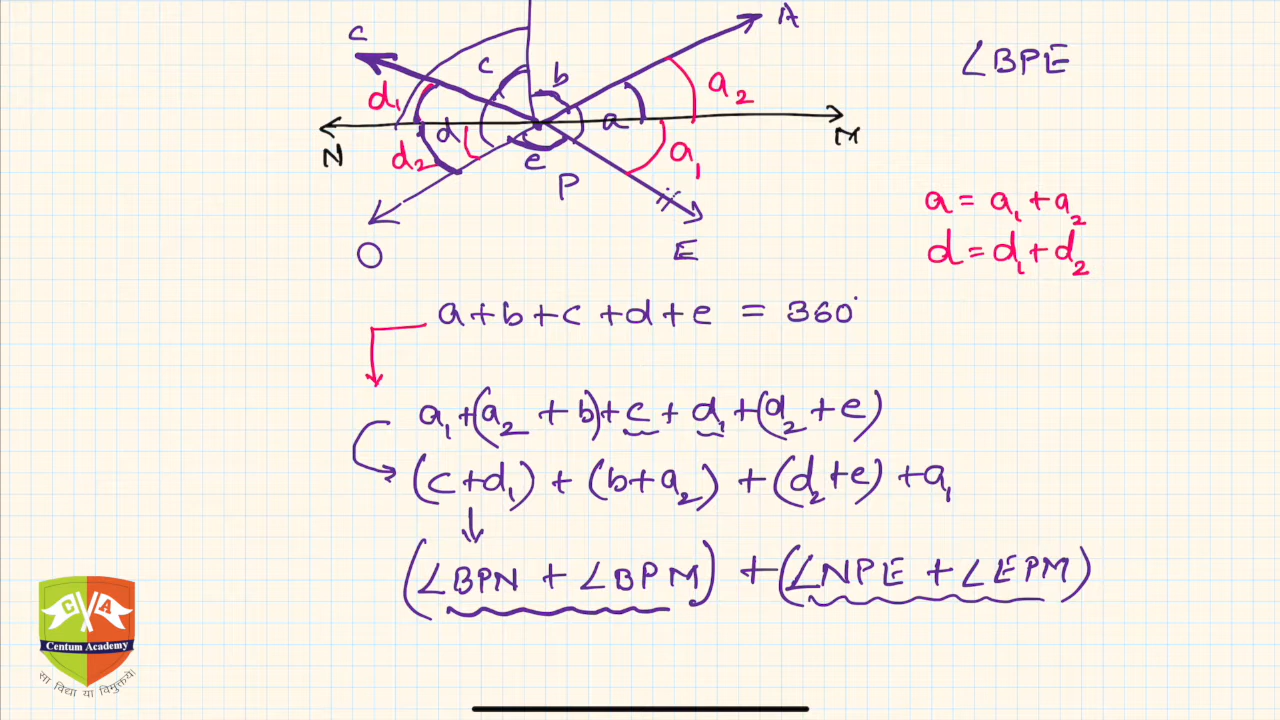 A
C
c
b
∠BPE
d₁
a₂
d
a
N
M
d₂
e
a₁
P
a = a₁ + a₂
O
E
d = d₁ + d₂
a + b + c + d + e = 360°
a₁ + (a₂ + b) + c + d₁ + (d₂ + e)
(c + d₁) + (b + a₂) + (d₂ + e) + a₁
(∠BPN + ∠BPM) + (∠NPE + ∠EPM)
C A
Centum Academy
सा विद्या या विमुक्तये